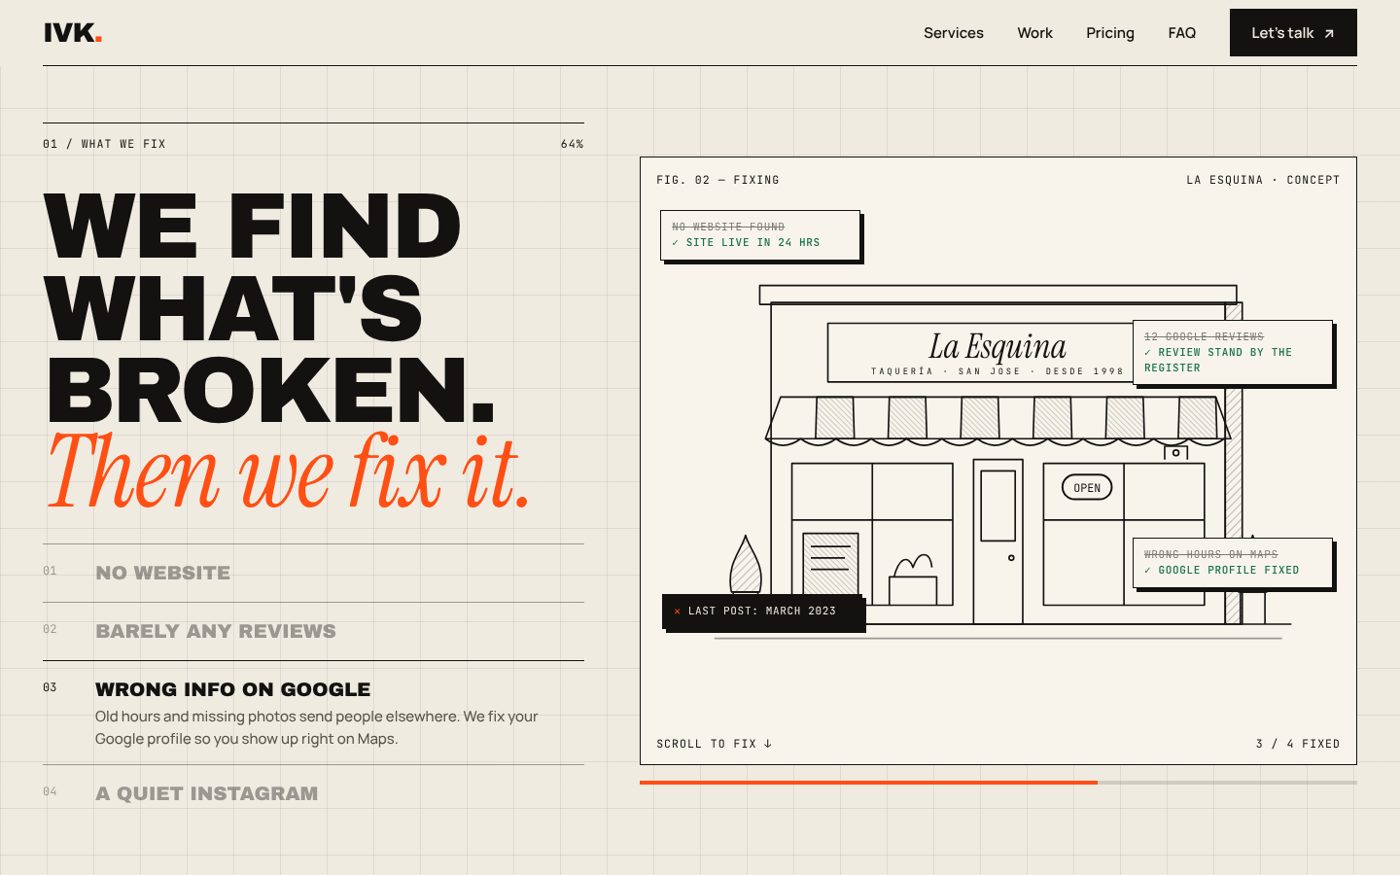 IVK.
Services
Work
Pricing
FAQ
Let's talk ↗
01 / WHAT WE FIX
64%
WE FIND
WHAT'S
BROKEN.
Then we fix it.
01 NO WEBSITE
02 BARELY ANY REVIEWS
03 WRONG INFO ON GOOGLE
Old hours and missing photos send people elsewhere. We fix your
Google profile so you show up right on Maps.
04 A QUIET INSTAGRAM
FIG. 02 — FIXING
LA ESQUINA · CONCEPT
NO WEBSITE FOUND
✓ SITE LIVE IN 24 HRS
La Esquina
TAQUERÍA · SAN JOSE · DESDE 1998
12 GOOGLE REVIEWS
✓ REVIEW STAND BY THE
REGISTER
OPEN
WRONG HOURS ON MAPS
✓ GOOGLE PROFILE FIXED
× LAST POST: MARCH 2023
SCROLL TO FIX ↓
3 / 4 FIXED